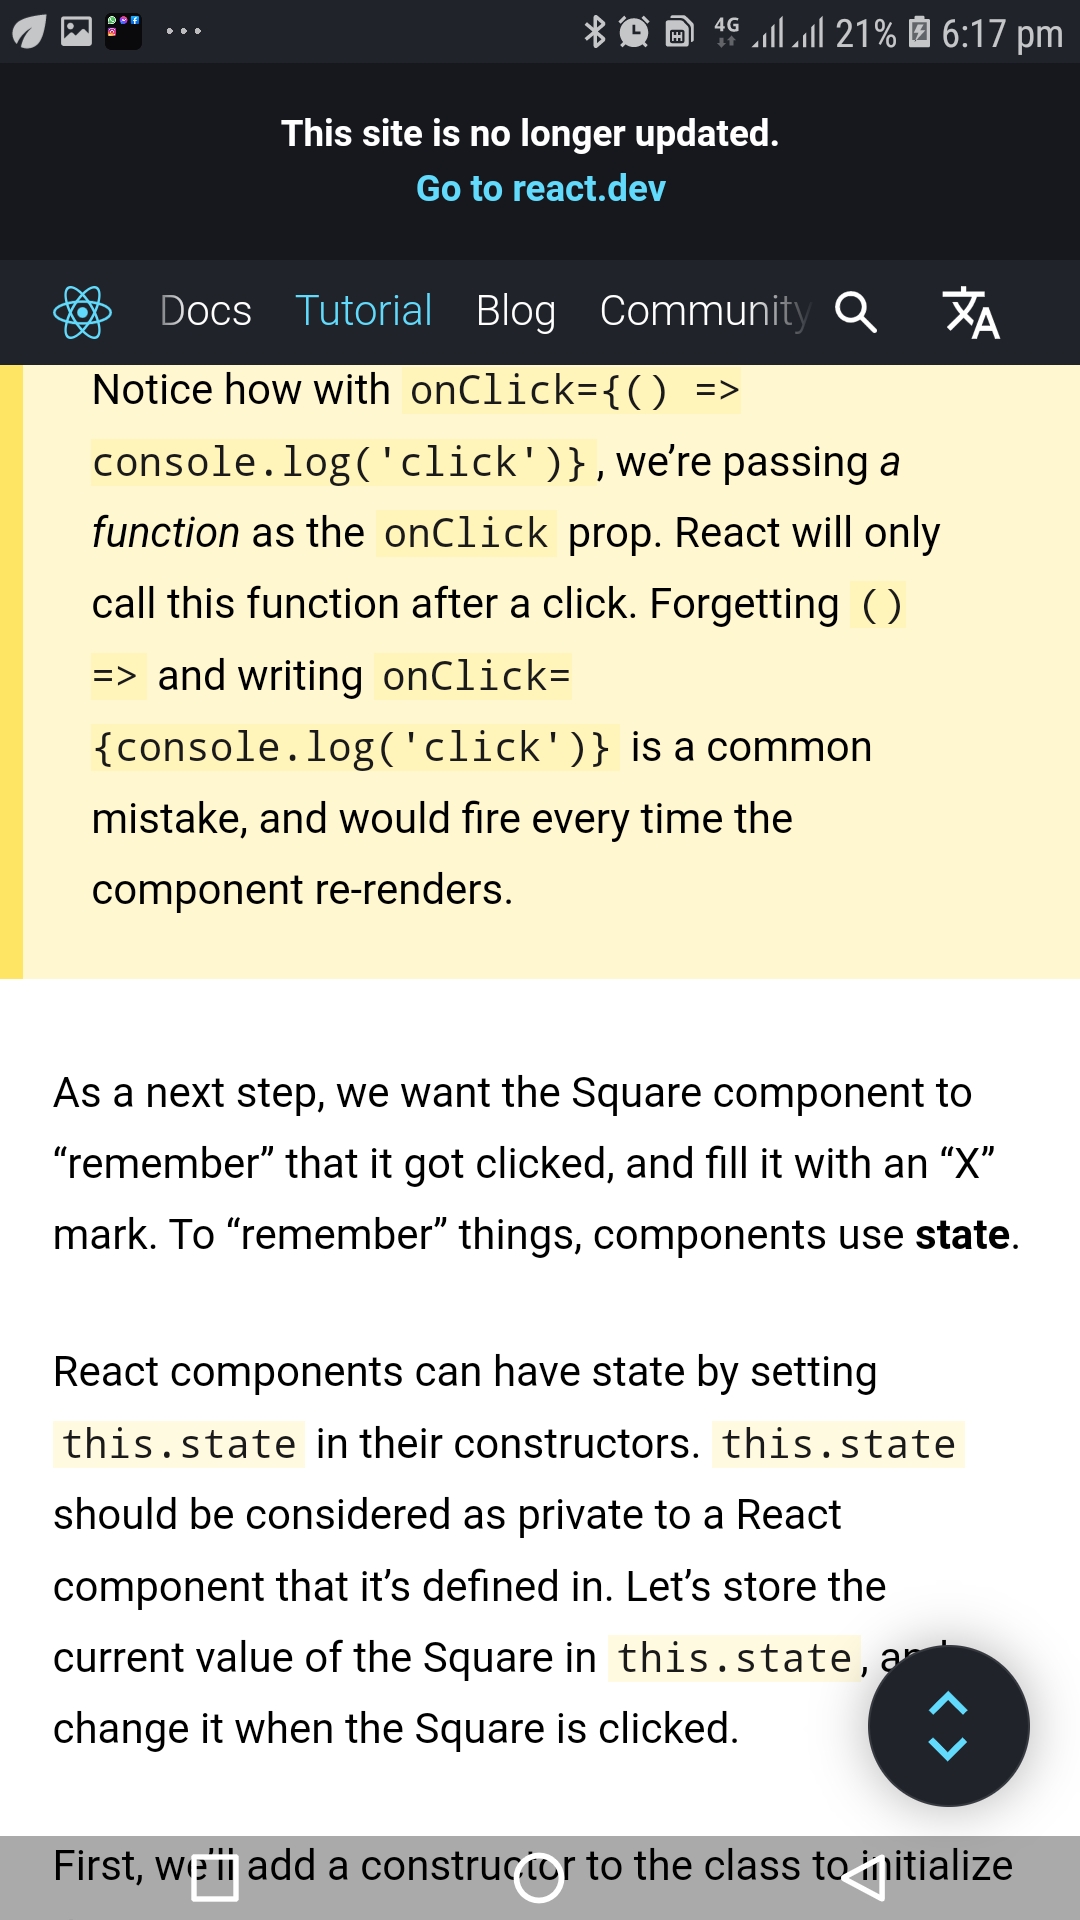 4G 21% 6:17 pm
This site is no longer updated.
Go to react.dev
Docs Tutorial Blog Community
Notice how with onClick={() =>
console.log('click')}, we’re passing a
function as the onClick prop. React will only
call this function after a click. Forgetting ()
=> and writing onClick=
{console.log('click')} is a common
mistake, and would fire every time the
component re-renders.
As a next step, we want the Square component to
“remember” that it got clicked, and fill it with an “X”
mark. To “remember” things, components use state.
React components can have state by setting
this.state in their constructors. this.state
should be considered as private to a React
component that it’s defined in. Let’s store the
current value of the Square in this.state, and
change it when the Square is clicked.
First, we’ll add a constructor to the class to initialize